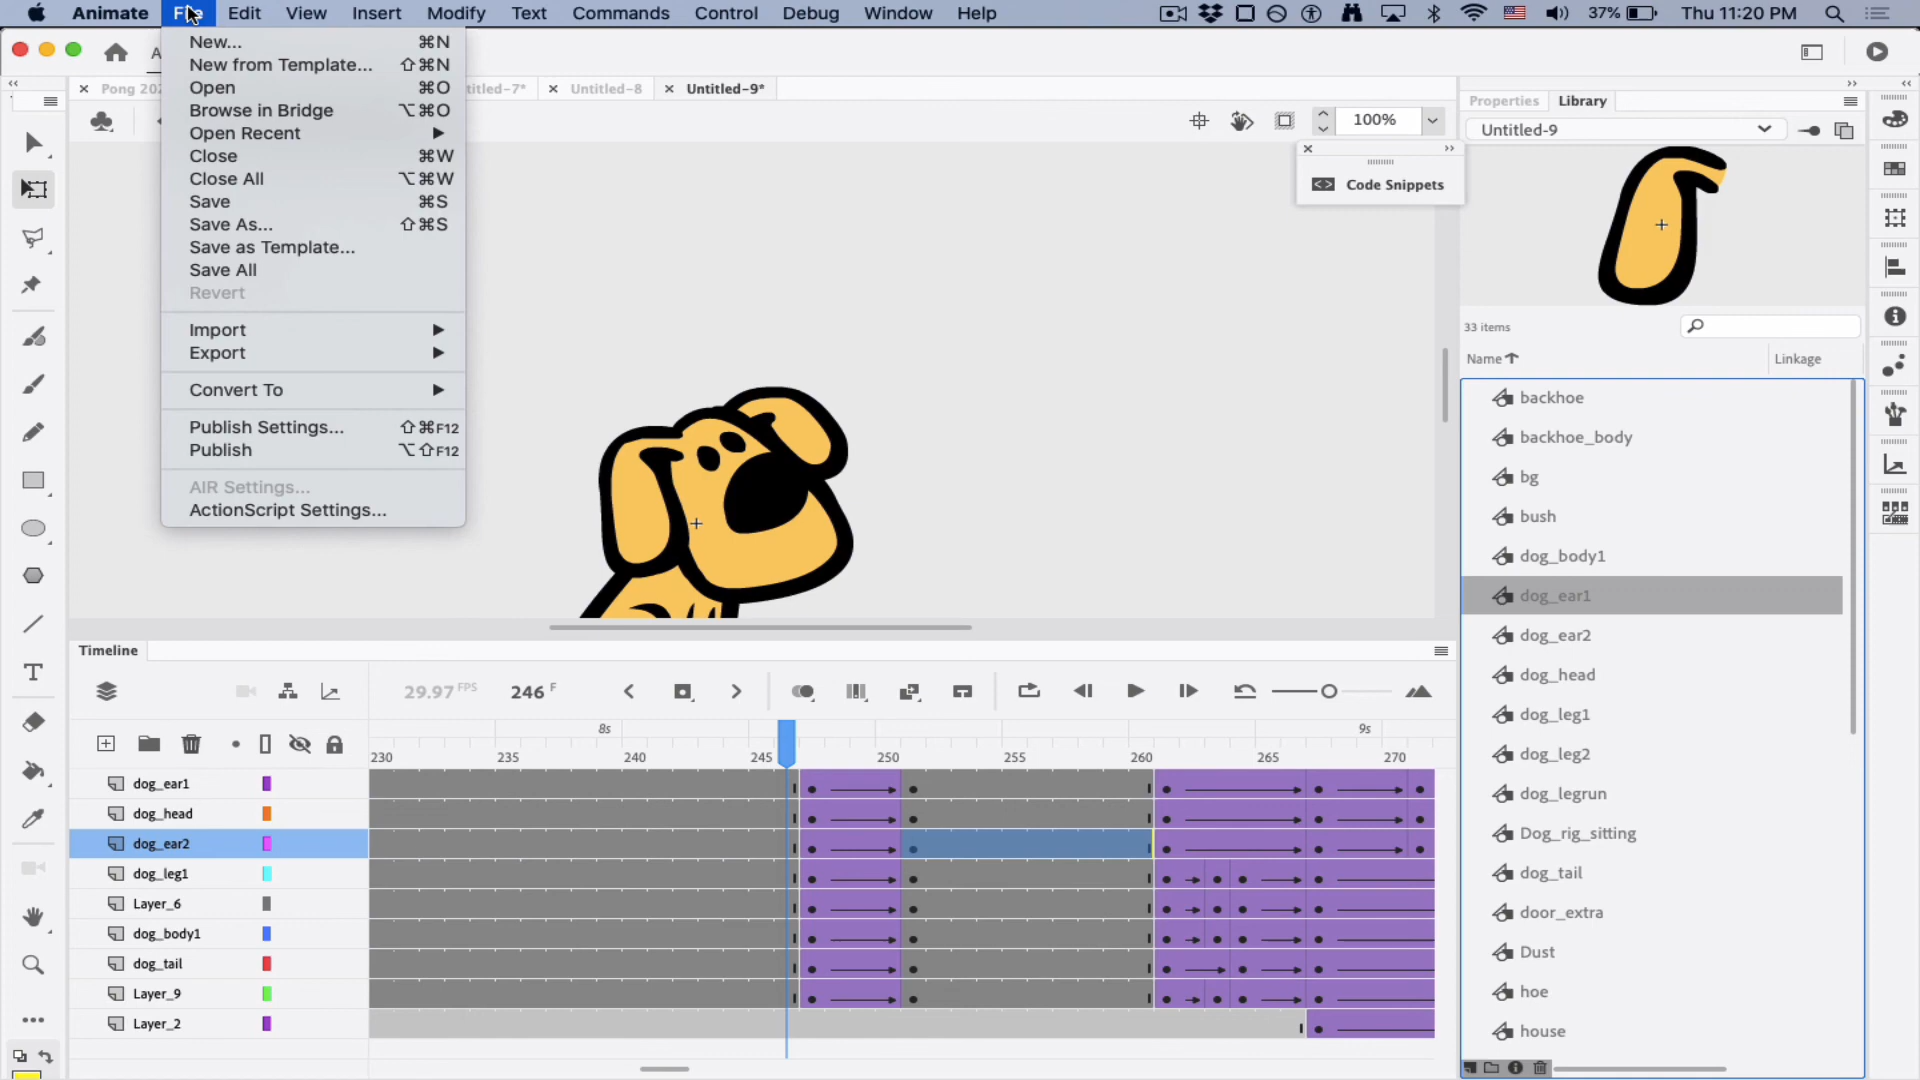 Animate File Edit View Insert Modify Text Commands Control Debug Window Help 37% Thu 11:20 PM
New... ⌘N
New from Template... ⇧⌘N
Open ⌘O
Browse in Bridge ⌥⌘O
Open Recent
Close ⌘W
Close All ⌥⌘W
Save ⌘S
Save As... ⇧⌘S
Save as Template...
Save All
Revert
Import
Export
Convert To
Publish Settings... ⇧⌘F12
Publish ⌥⇧F12
AIR Settings...
ActionScript Settings...
A
Pong 202 titled-7* Untitled-8 Untitled-9*
100%
Code Snippets
Properties Library
Untitled-9
33 items
Name Linkage
backhoe
backhoe_body
bg
bush
dog_body1
dog_ear1
dog_ear2
dog_head
dog_leg1
dog_leg2
dog_legrun
Dog_rig_sitting
dog_tail
door_extra
Dust
hoe
house
Timeline
29.97 FPS 246 F
8s 9s
230 235 240 245 250 255 260 265 270
dog_ear1
dog_head
dog_ear2
dog_leg1
Layer_6
dog_body1
dog_tail
Layer_9
Layer_2